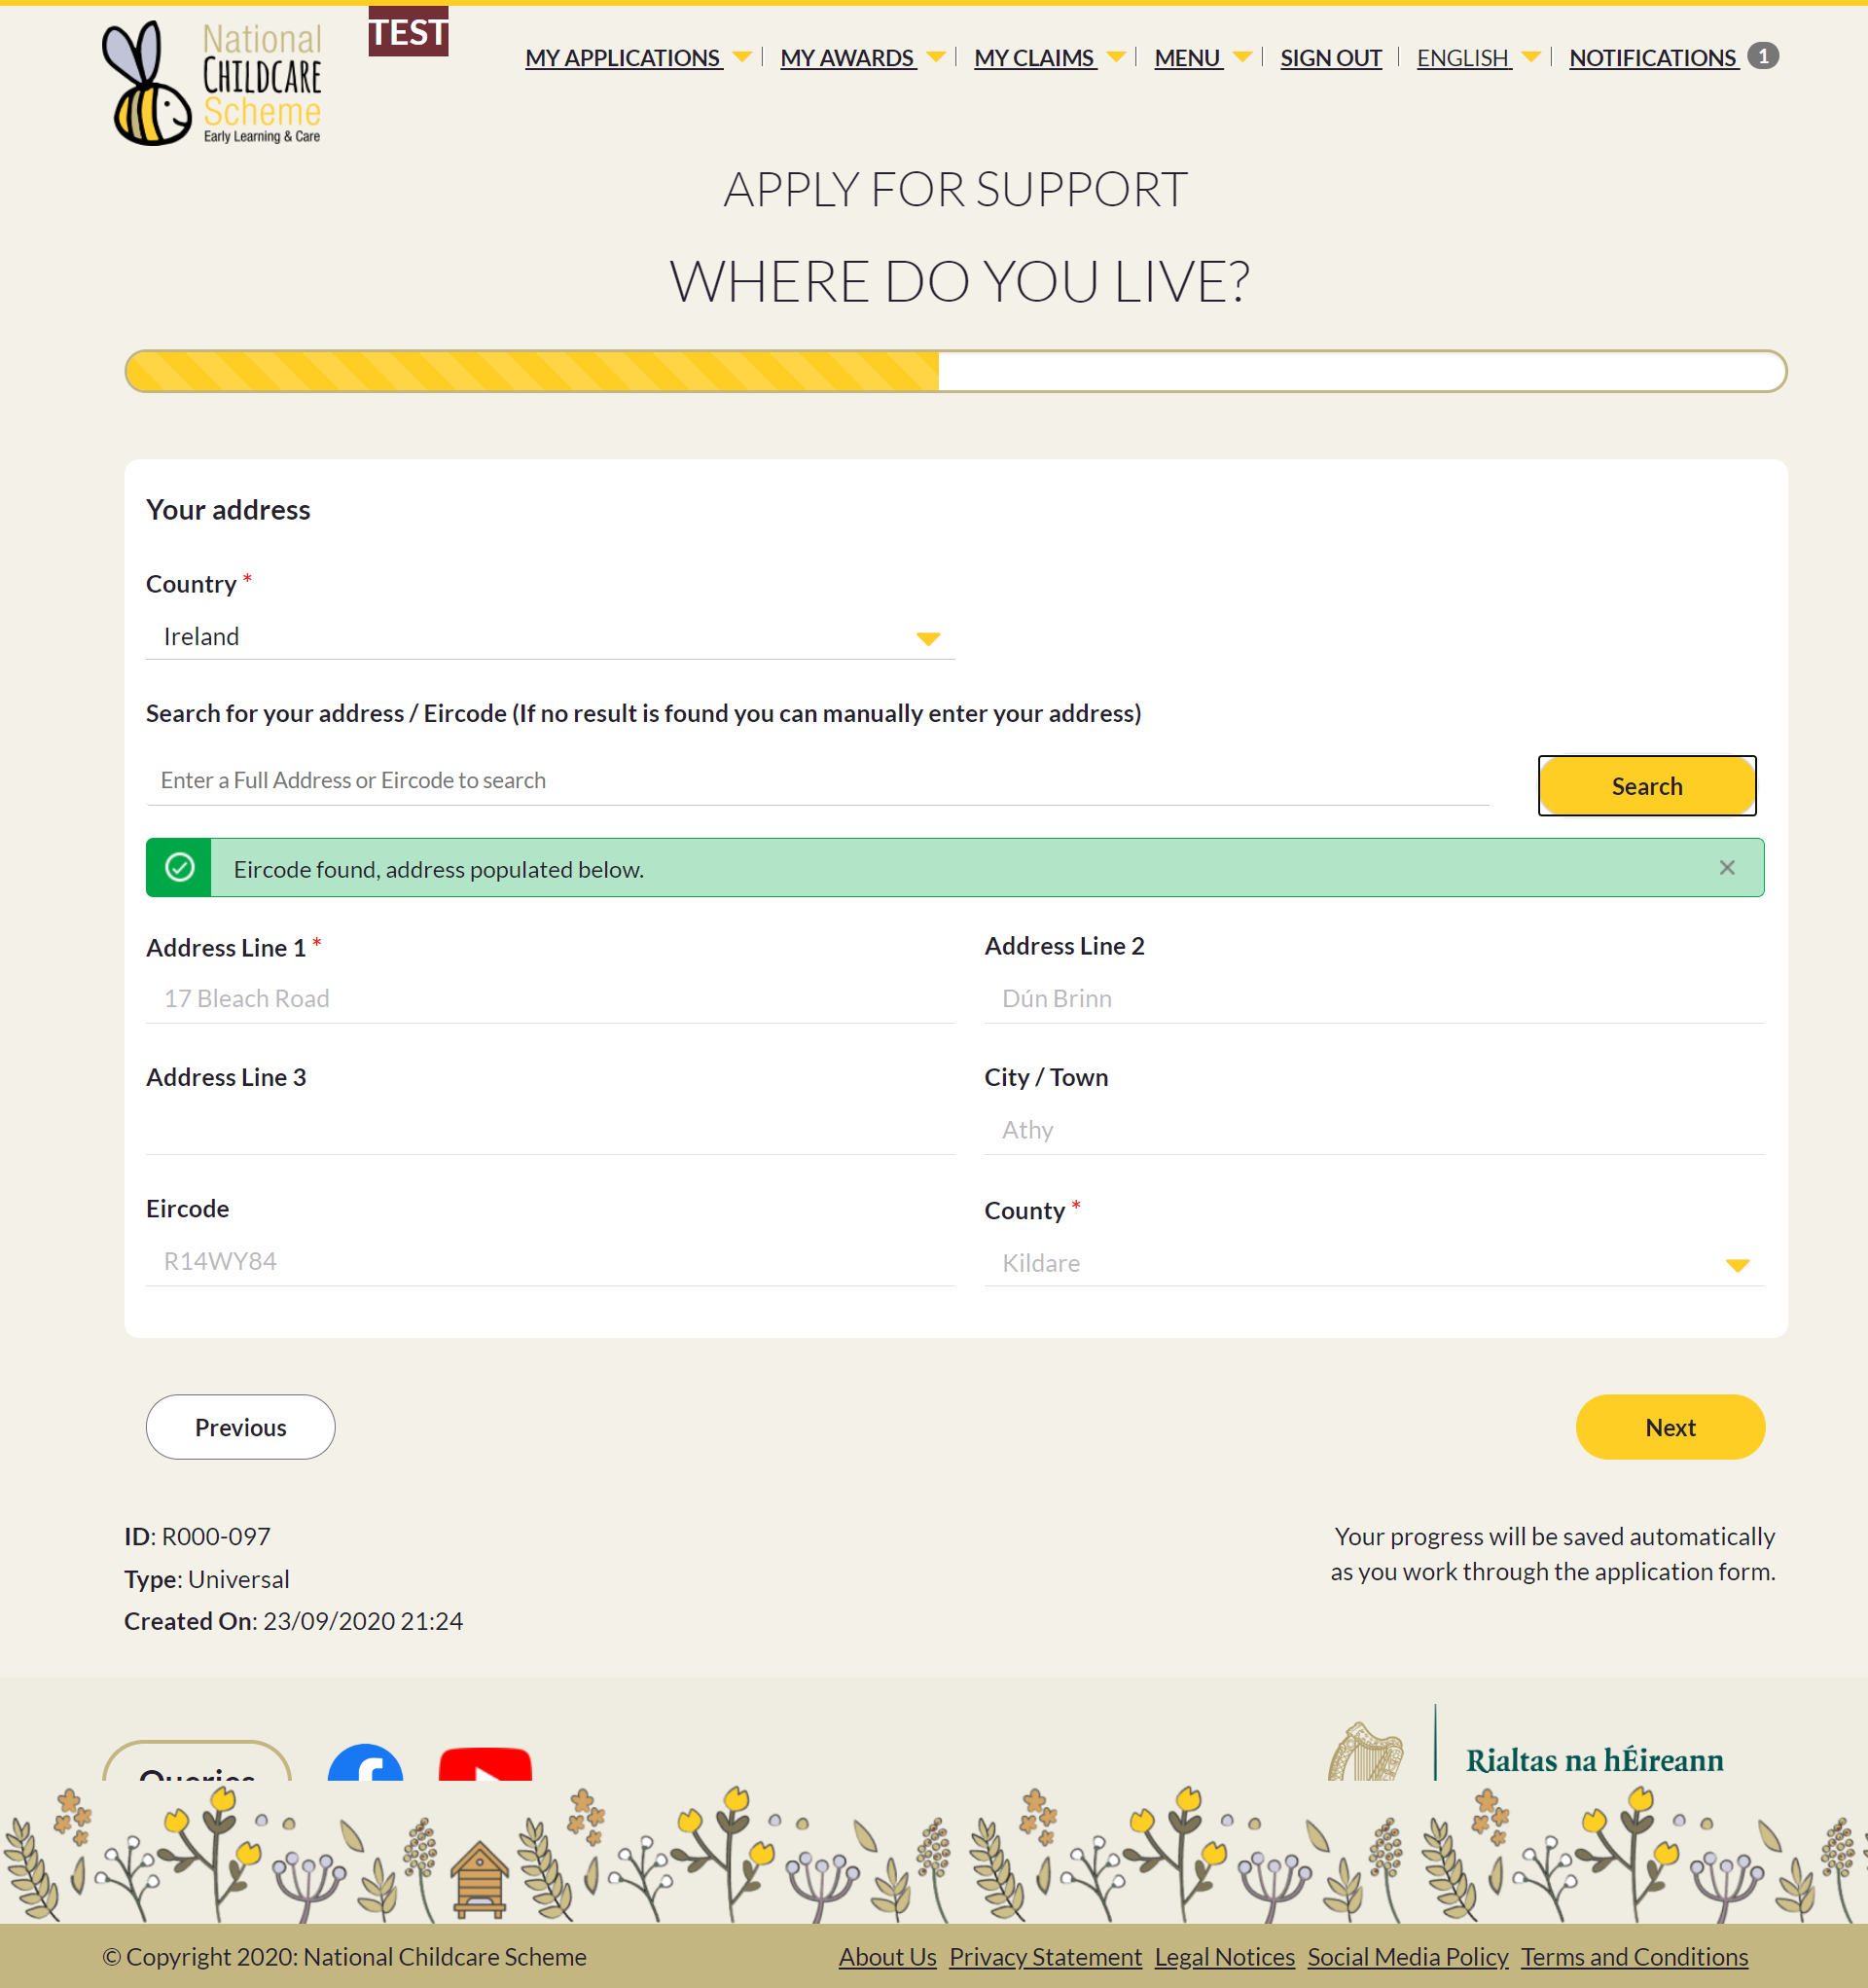 National
CHILDCARE
Scheme
Early Learning & Care
TEST
MY APPLICATIONS MY AWARDS MY CLAIMS MENU SIGN OUT ENGLISH NOTIFICATIONS 1
APPLY FOR SUPPORT
WHERE DO YOU LIVE?
Your address
Country *
Ireland
Search for your address / Eircode (If no result is found you can manually enter your address)
Enter a Full Address or Eircode to search
Search
Eircode found, address populated below.
Address Line 1 *
Address Line 2
17 Bleach Road
Dún Brinn
Address Line 3
City / Town
Athy
Eircode
County *
R14WY84
Kildare
Previous
Next
ID: R000-097
Type: Universal
Created On: 23/09/2020 21:24
Your progress will be saved automatically
as you work through the application form.
Queries
Rialtas na hÉireann
© Copyright 2020: National Childcare Scheme
About Us Privacy Statement Legal Notices Social Media Policy Terms and Conditions